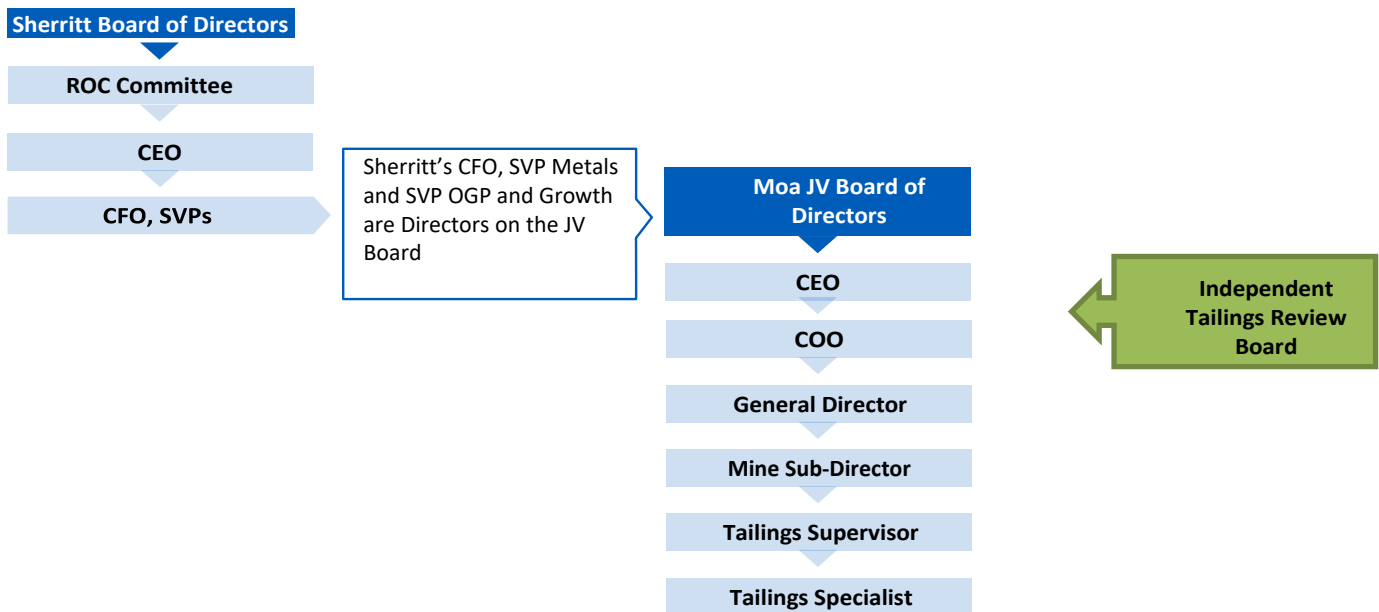 Sherritt Board of Directors
ROC Committee
CEO
CFO, SVPs
Sherritt’s CFO, SVP Metals
and SVP OGP and Growth
are Directors on the JV
Board
Moa JV Board of
Directors
CEO
COO
General Director
Mine Sub-Director
Tailings Supervisor
Tailings Specialist
Independent
Tailings Review
Board